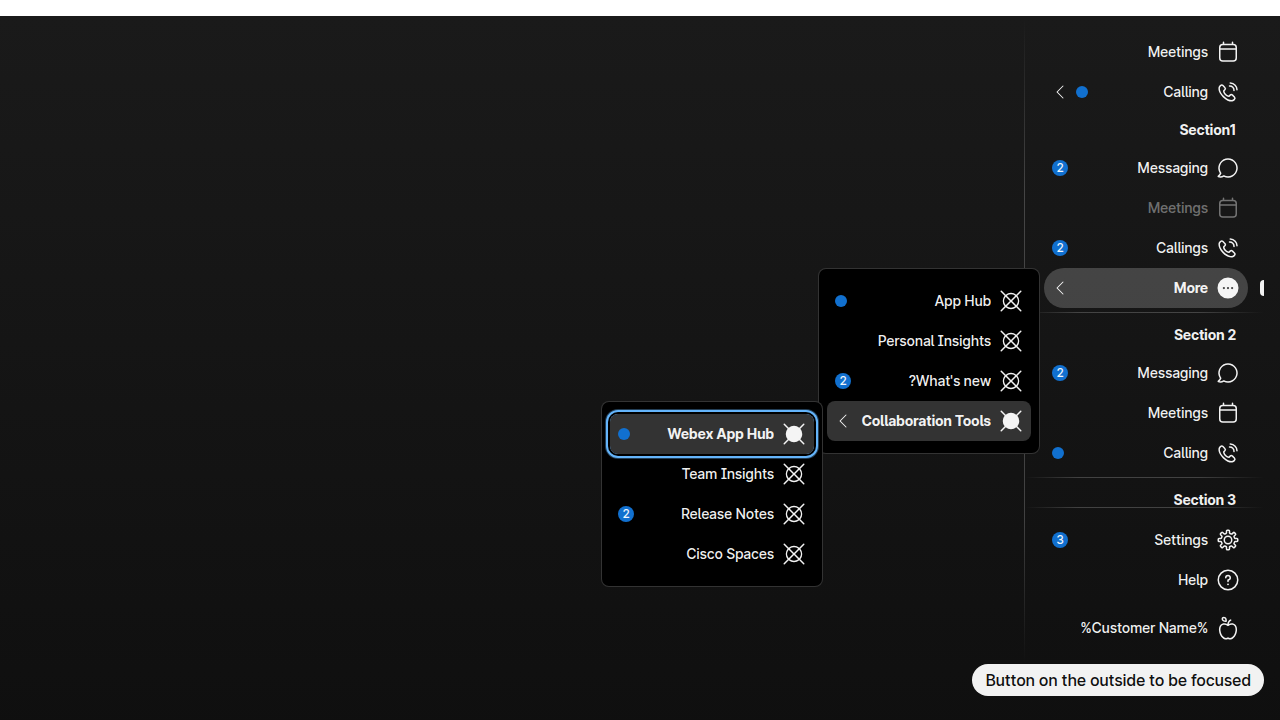 Meetings
Calling
Section1
2 Messaging
Meetings
2 Callings
More
Section 2
2 Messaging
Meetings
Calling
Section 3
3 Settings
Help
%Customer Name%
App Hub
Personal Insights
2 ?What's new
Collaboration Tools
Webex App Hub
Team Insights
2 Release Notes
Cisco Spaces
Button on the outside to be focused